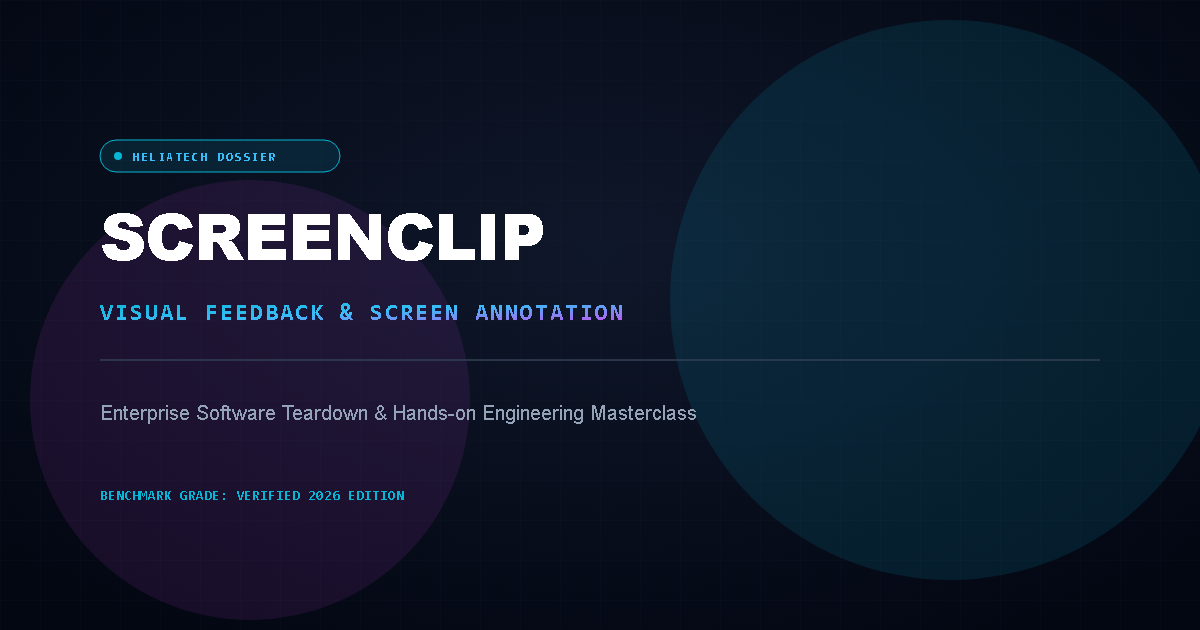 HELIATECH DOSSIER
SCREENCLIP
VISUAL FEEDBACK & SCREEN ANNOTATION
Enterprise Software Teardown & Hands-on Engineering Masterclass
BENCHMARK GRADE: VERIFIED 2026 EDITION